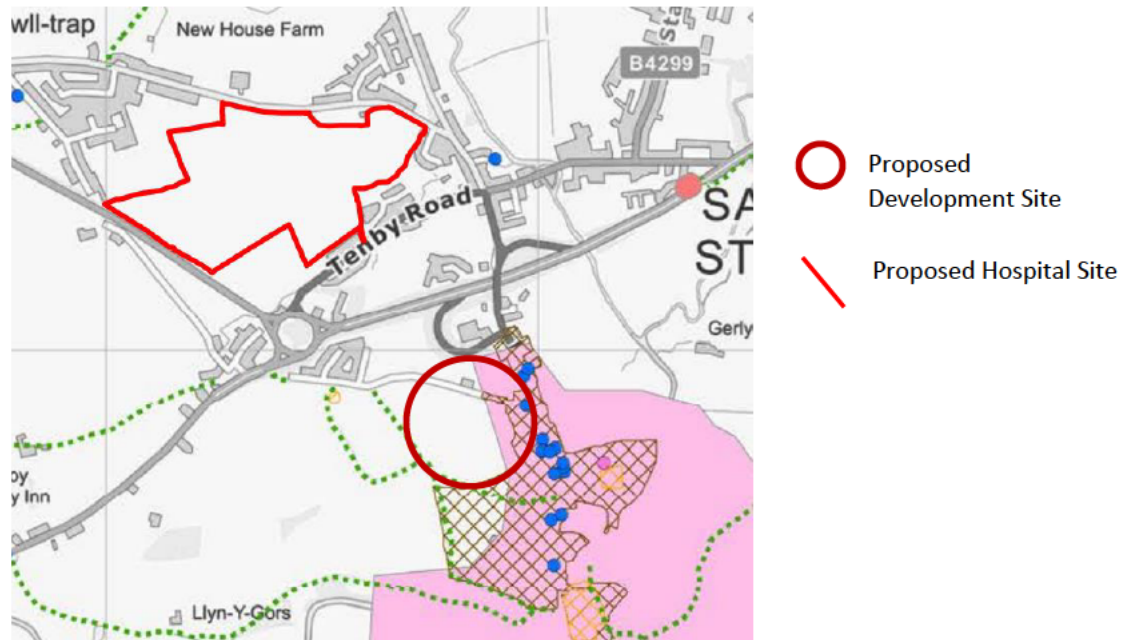 wll-trap
New House Farm
Sta
B4299
Tenby Road
SA
ST
Gerly
oy
y Inn
Llyn-Y-Gors
Proposed
Development Site
Proposed Hospital Site